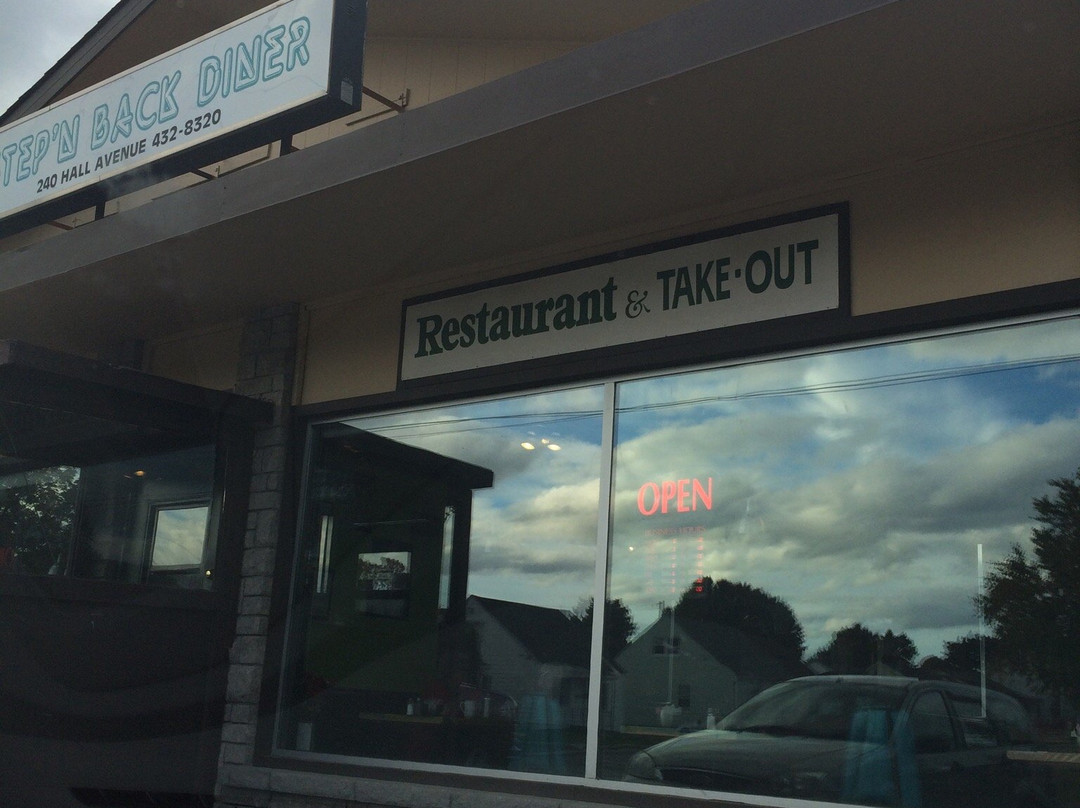 TEP'N BACK DINER
240 HALL AVENUE 432-8320
Restaurant & TAKE-OUT
OPEN